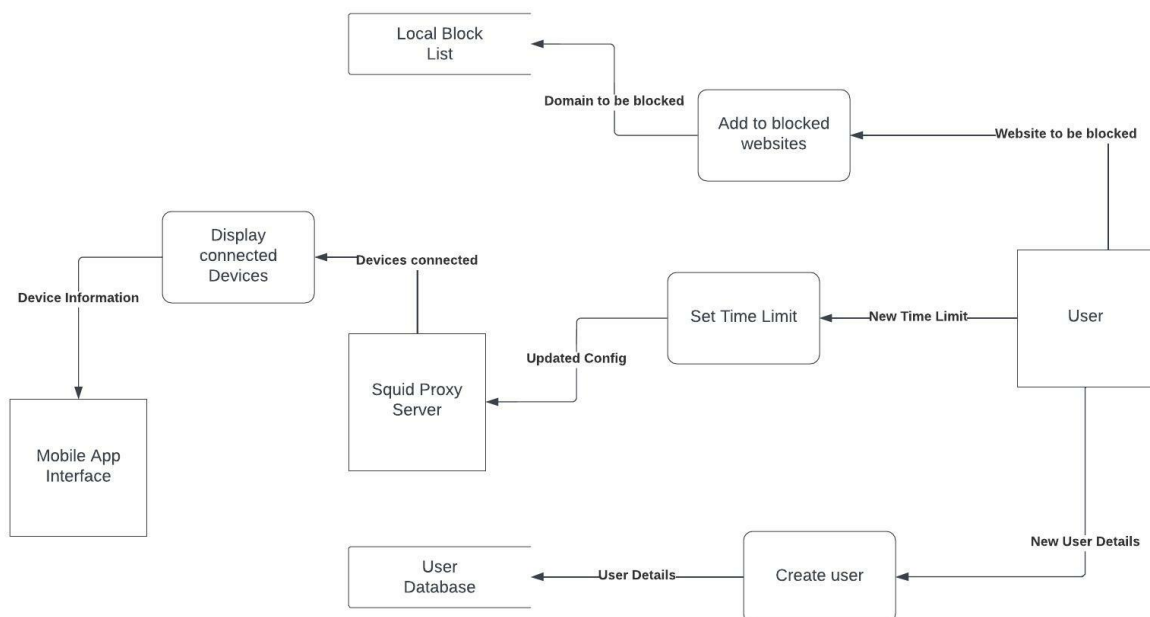 Local Block
List
Domain to be blocked
Add to blocked
websites
Website to be blocked
Display
connected
Devices
Devices connected
Device Information
Set Time Limit
New Time Limit
User
Updated Config
Squid Proxy
Server
Mobile App
Interface
New User Details
User
Database
User Details
Create user